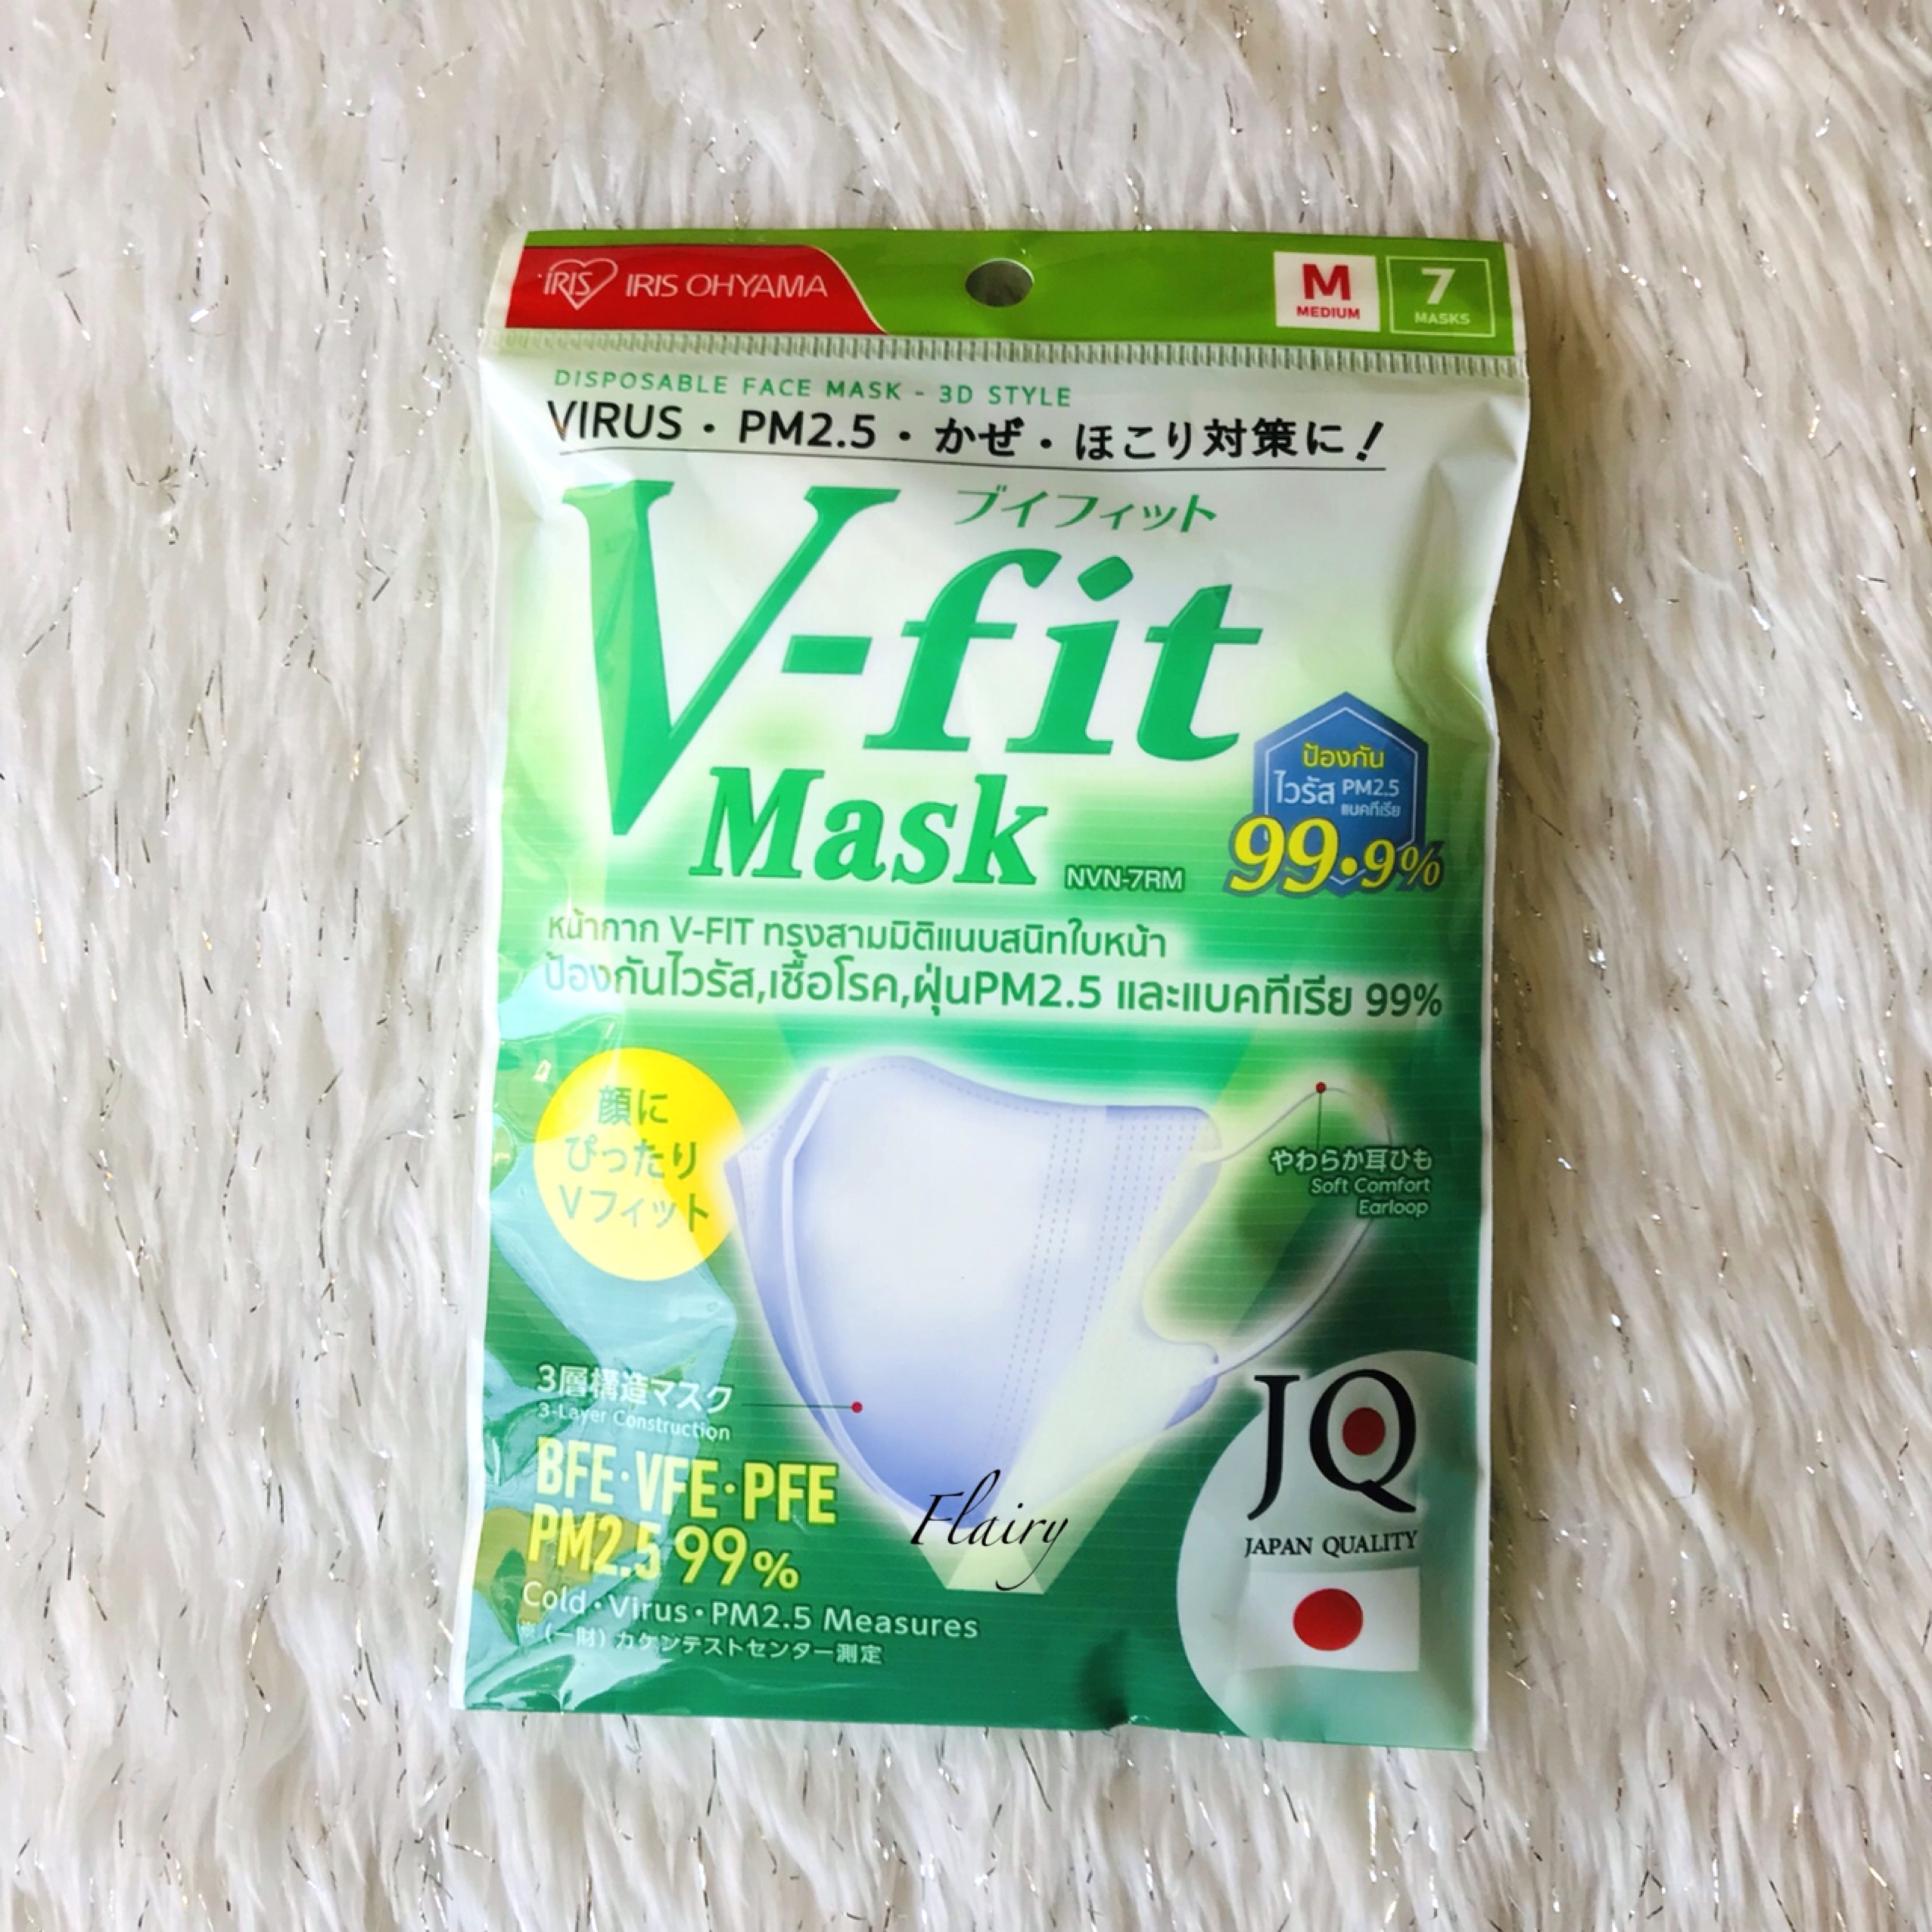 IRIS IRIS OHYAMA
M
MEDIUM
7
MASKS
DISPOSABLE FACE MASK - 3D STYLE
VIRUS・PM2.5・かぜ・ほこり対策に!
ブイフィット
V-fit
Mask
NVN-7RM
ป้องกัน
ไวรัส PM2.5
แบคทีเรีย
99.9%
หน้ากาก V-FIT ทรงสามมิติแนบสนิทใบหน้า
ป้องกันไวรัส,เชื้อโรค,ฝุ่นPM2.5 และแบคทีเรีย 99%
顔に
ぴったり
Vフィット
やわらか耳ひも
Soft Comfort
Earloop
3層構造マスク
3-Layer Construction
BFE・VFE・PFE
PM2.5 99%
Cold・Virus・PM2.5 Measures
※(一財)カケンテストセンター測定
Flairy
JQ
JAPAN QUALITY